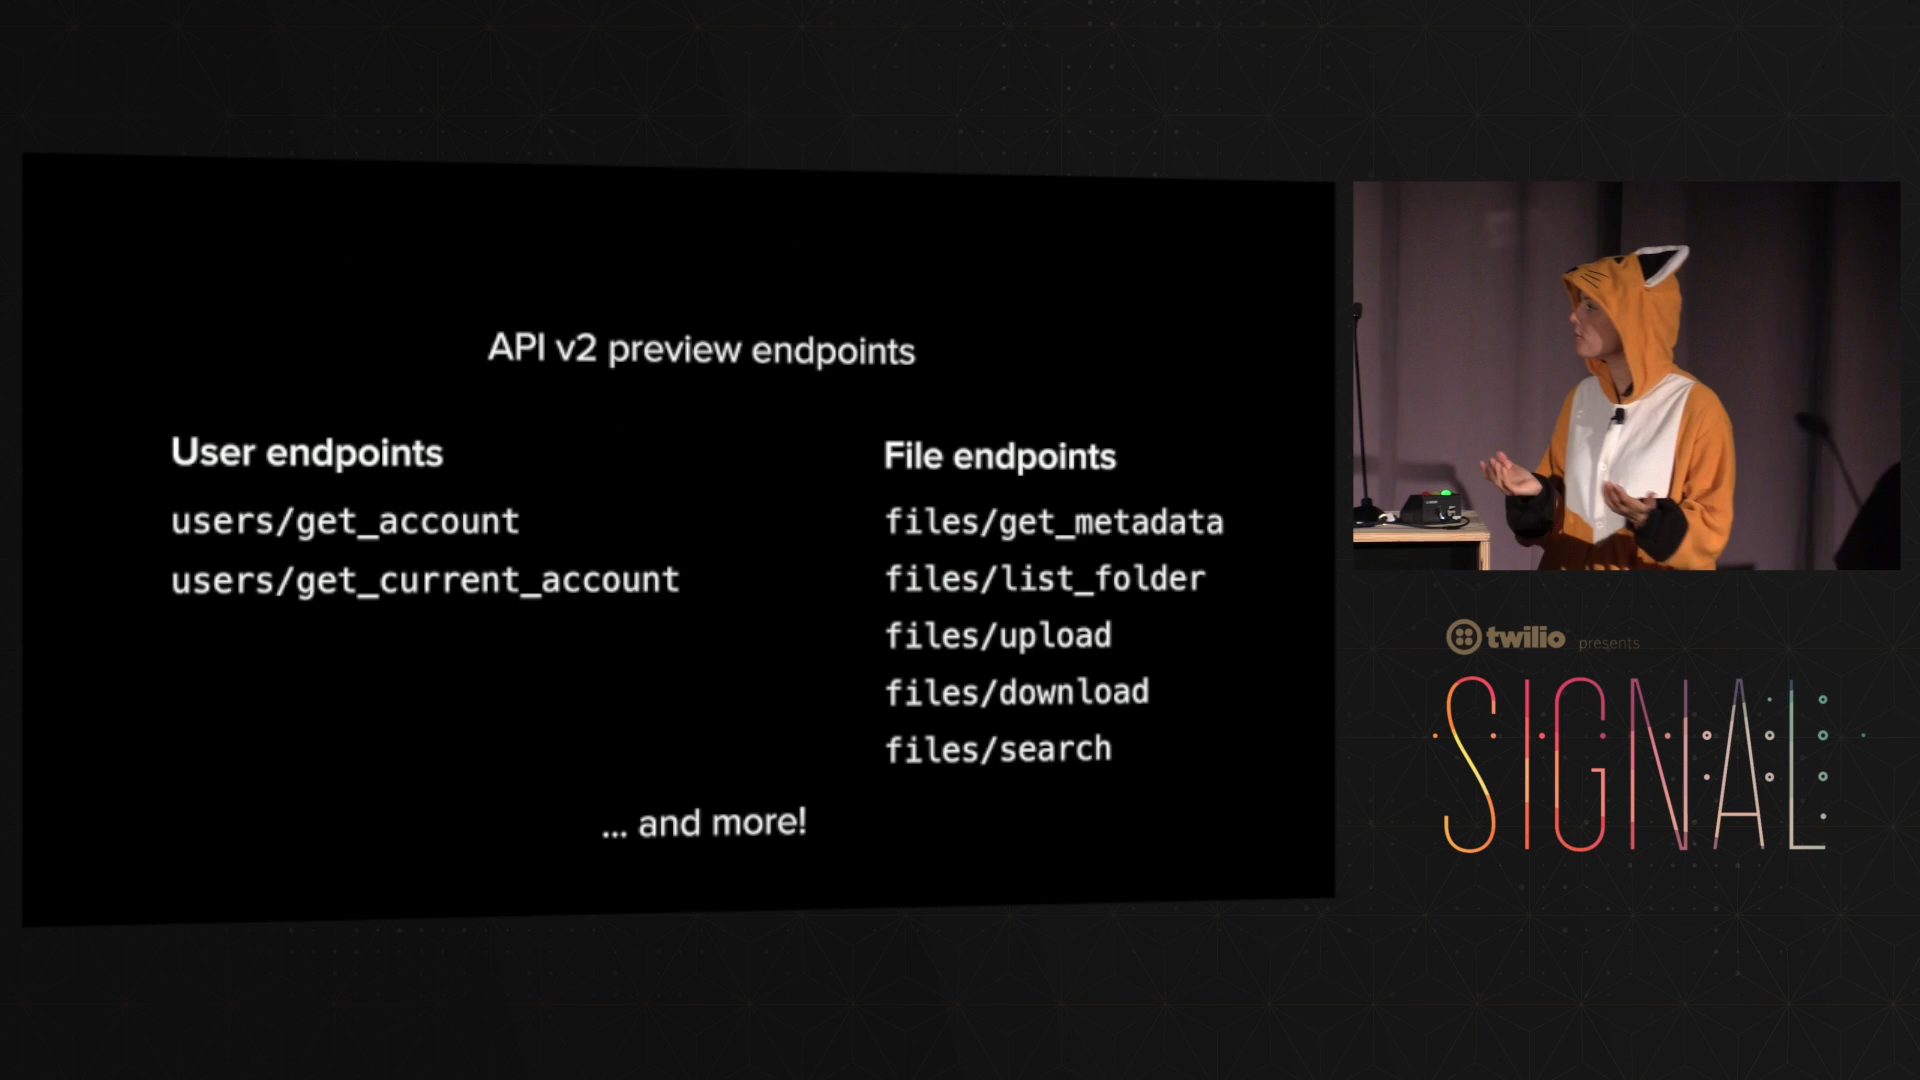 API v2 preview endpoints
User endpoints
users/get_account
users/get_current_account
File endpoints
files/get_metadata
files/list_folder
files/upload
files/download
files/search
... and more!
twilio presents
SIGNAL